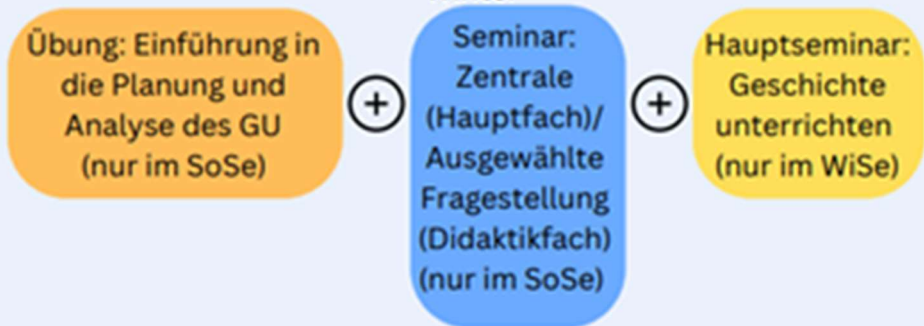 Übung: Einführung in
die Planung und
Analyse des GU
(nur im SoSe)
+
Seminar:
Zentrale
(Hauptfach)/
Ausgewählte
Fragestellung
(Didaktikfach)
(nur im SoSe)
+
Hauptseminar:
Geschichte
unterrichten
(nur im WiSe)